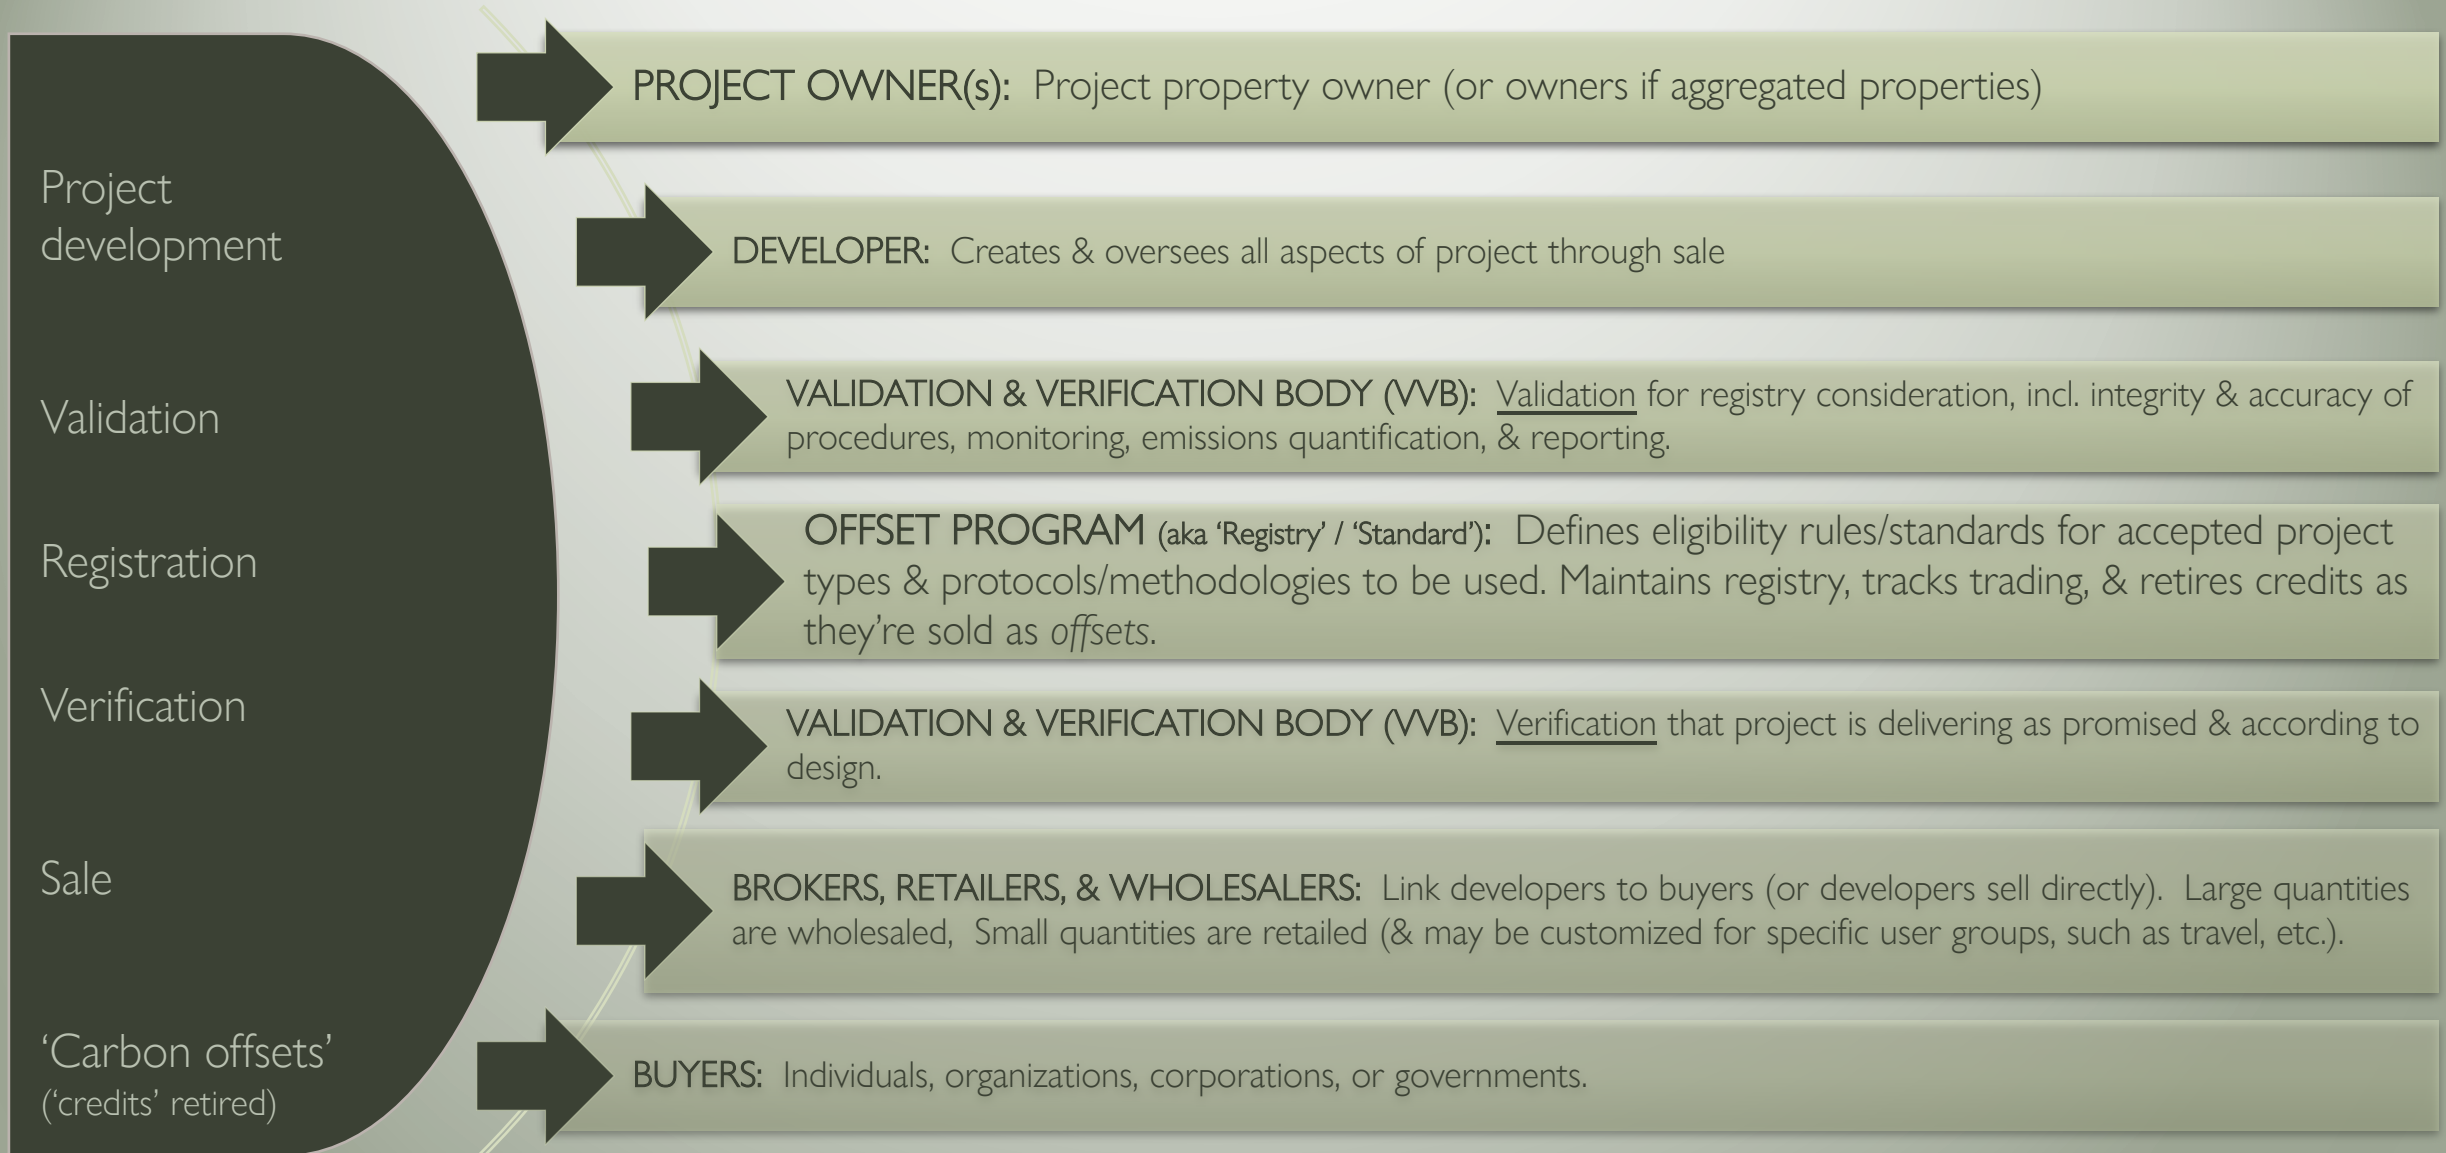 Project
development
Validation
Registration
Verification
Sale
‘Carbon offsets’
(‘credits’ retired)
PROJECT OWNER(s): Project property owner (or owners if aggregated properties)
DEVELOPER: Creates & oversees all aspects of project through sale
VALIDATION & VERIFICATION BODY (VVB): Validation for registry consideration, incl. integrity & accuracy of
procedures, monitoring, emissions quantification, & reporting.
OFFSET PROGRAM (aka ‘Registry’ / ‘Standard’): Defines eligibility rules/standards for accepted project
types & protocols/methodologies to be used. Maintains registry, tracks trading, & retires credits as
they’re sold as offsets.
VALIDATION & VERIFICATION BODY (VVB): Verification that project is delivering as promised & according to
design.
BROKERS, RETAILERS, & WHOLESALERS: Link developers to buyers (or developers sell directly). Large quantities
are wholesaled, Small quantities are retailed (& may be customized for specific user groups, such as travel, etc.).
BUYERS: Individuals, organizations, corporations, or governments.